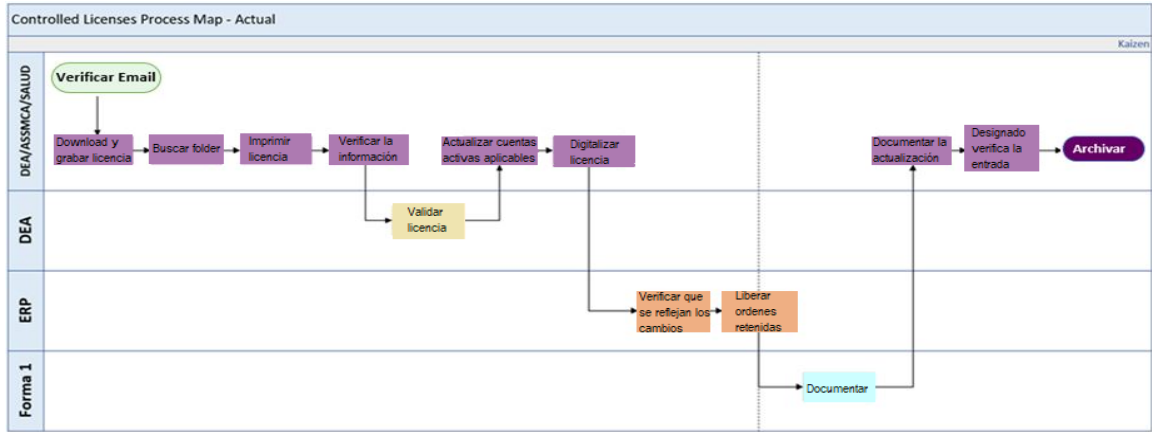 Controlled Licenses Process Map - Actual
Kaizen
DEA/ASSMCA/SALUD
Verificar Email
Download y
grabar licencia
Buscar folder
Imprimir
licencia
Verificar la
información
Actualizar cuentas
activas aplicables
Digitalizar
licencia
Documentar la
actualización
Designado
verifica la
entrada
Archivar
DEA
Validar
licencia
ERP
Verificar que
se reflejan los
cambios
Liberar
ordenes
retenidas
Forma 1
Documentar